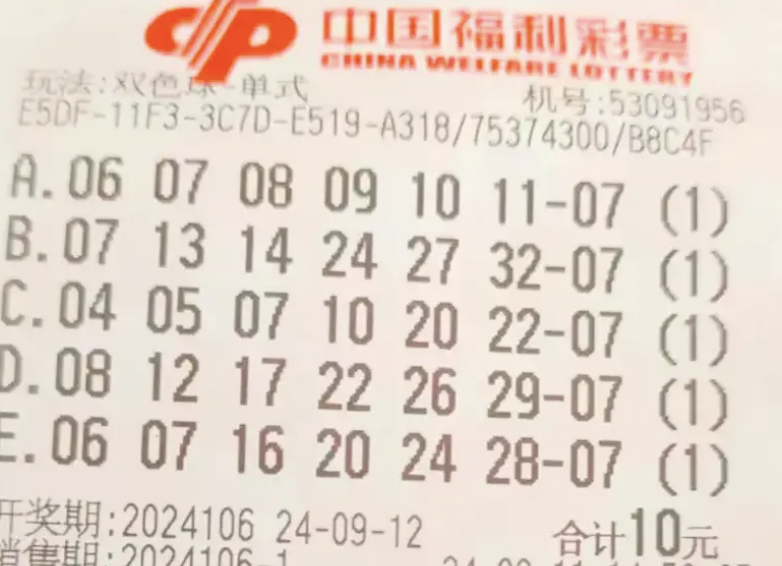 中国福利彩票
CHINA WELFARE LOTTERY
玩法:双色球-单式 机号:53091956
E5DF-11F3-3C7D-E519-A318/75374300/B8C4F
A.06 07 08 09 10 11-07 (1)
B.07 13 14 24 27 32-07 (1)
C.04 05 07 10 20 22-07 (1)
D.08 12 17 22 26 29-07 (1)
E.06 07 16 20 24 28-07 (1)
开奖期:2024106 24-09-12 合计10元
销售期:2024106-1